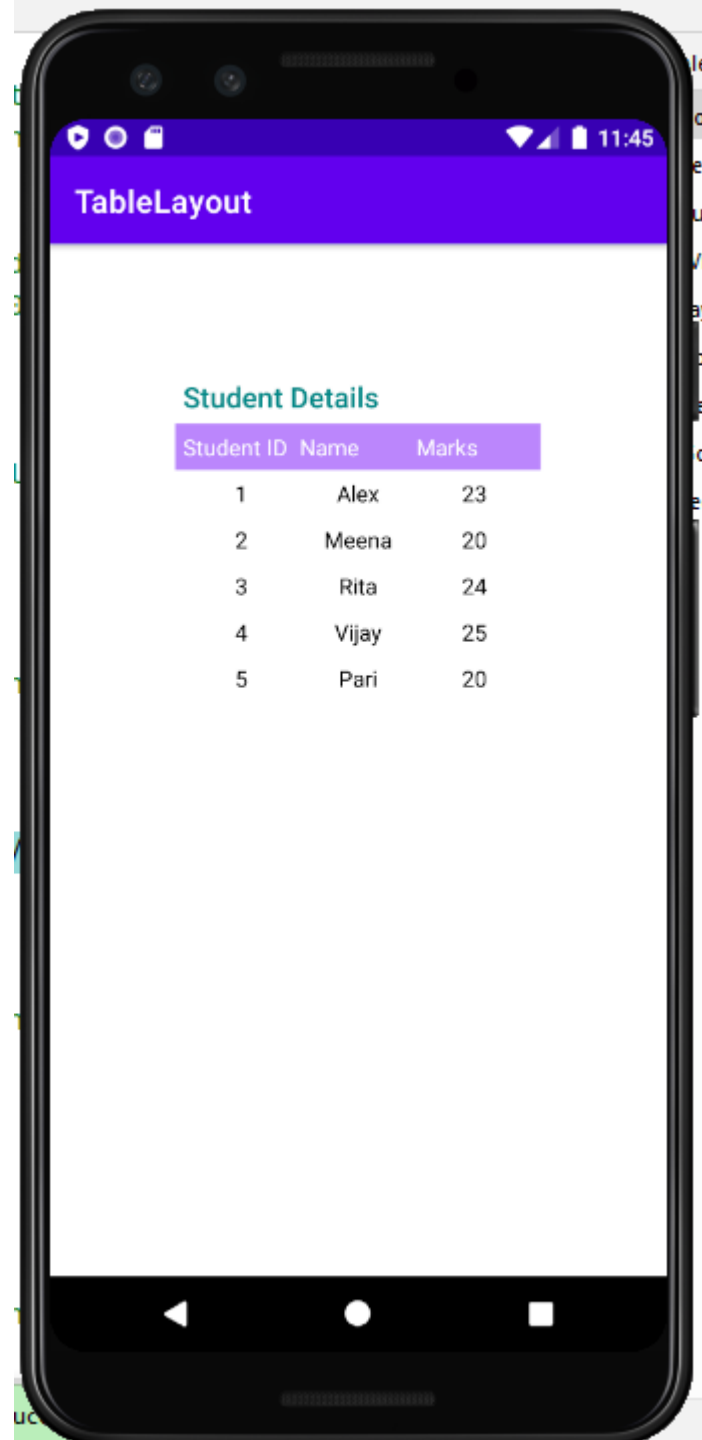 11:45
TableLayout
Student Details
Student ID Name Marks
1 Alex 23
2 Meena 20
3 Rita 24
4 Vijay 25
5 Pari 20